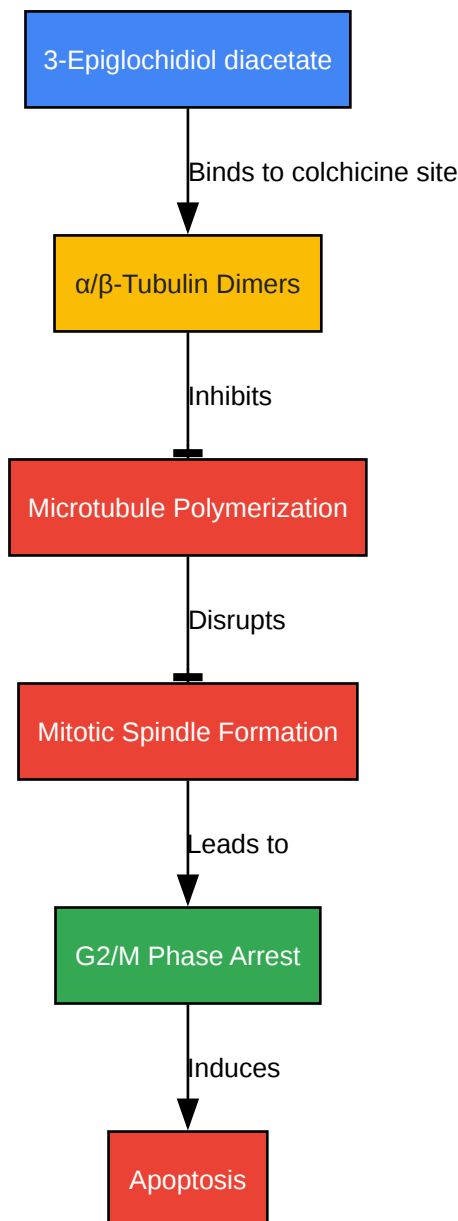 3-Epiglochidiol diacetate
Binds to colchicine site
α/β-Tubulin Dimers
Inhibits
Microtubule Polymerization
Disrupts
Mitotic Spindle Formation
Leads to
G2/M Phase Arrest
Induces
Apoptosis